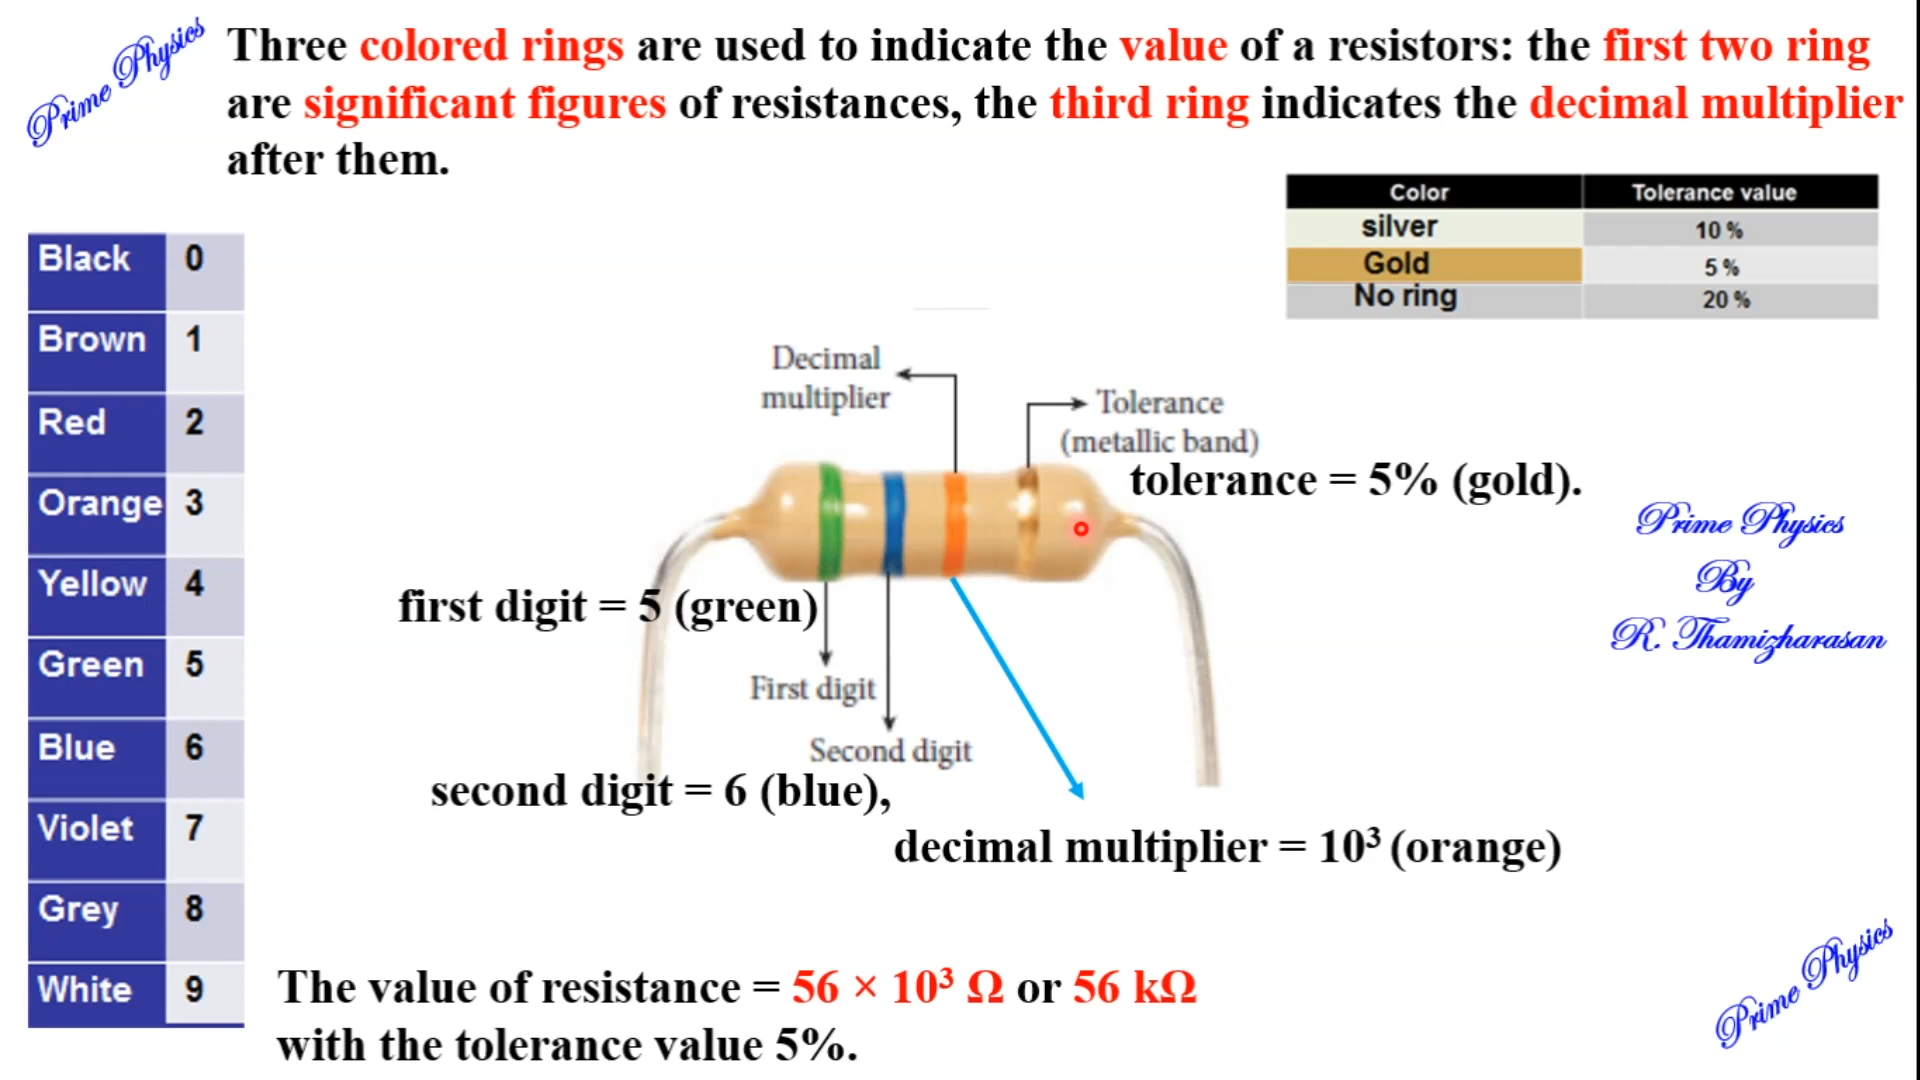 Prime Physics
Three colored rings are used to indicate the value of a resistors: the first two ring
are significant figures of resistances, the third ring indicates the decimal multiplier
after them.
Color Tolerance value
silver 10 %
Gold 5 %
No ring 20 %
Black 0
Brown 1
Red 2
Orange 3
Yellow 4
Green 5
Blue 6
Violet 7
Grey 8
White 9
Decimal
multiplier
Tolerance
(metallic band)
tolerance = 5% (gold).
Prime Physics
By
R. Thamizharasan
first digit = 5 (green)
First digit
Second digit
second digit = 6 (blue),
decimal multiplier = 10³ (orange)
The value of resistance = 56 × 10³ Ω or 56 kΩ
with the tolerance value 5%.
Prime Physics